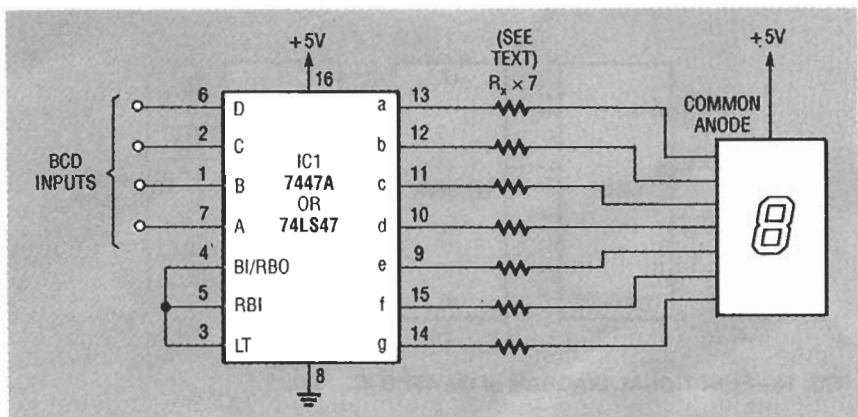 +5V
16
(SEE
TEXT)
Rx × 7
+5V
COMMON
ANODE
BCD
INPUTS
6 D a 13
2 C b 12
1 B c 11
7 A d 10
4 BI/RBO e 9
5 RBI f 15
3 LT g 14
IC1
7447A
OR
74LS47
8
8